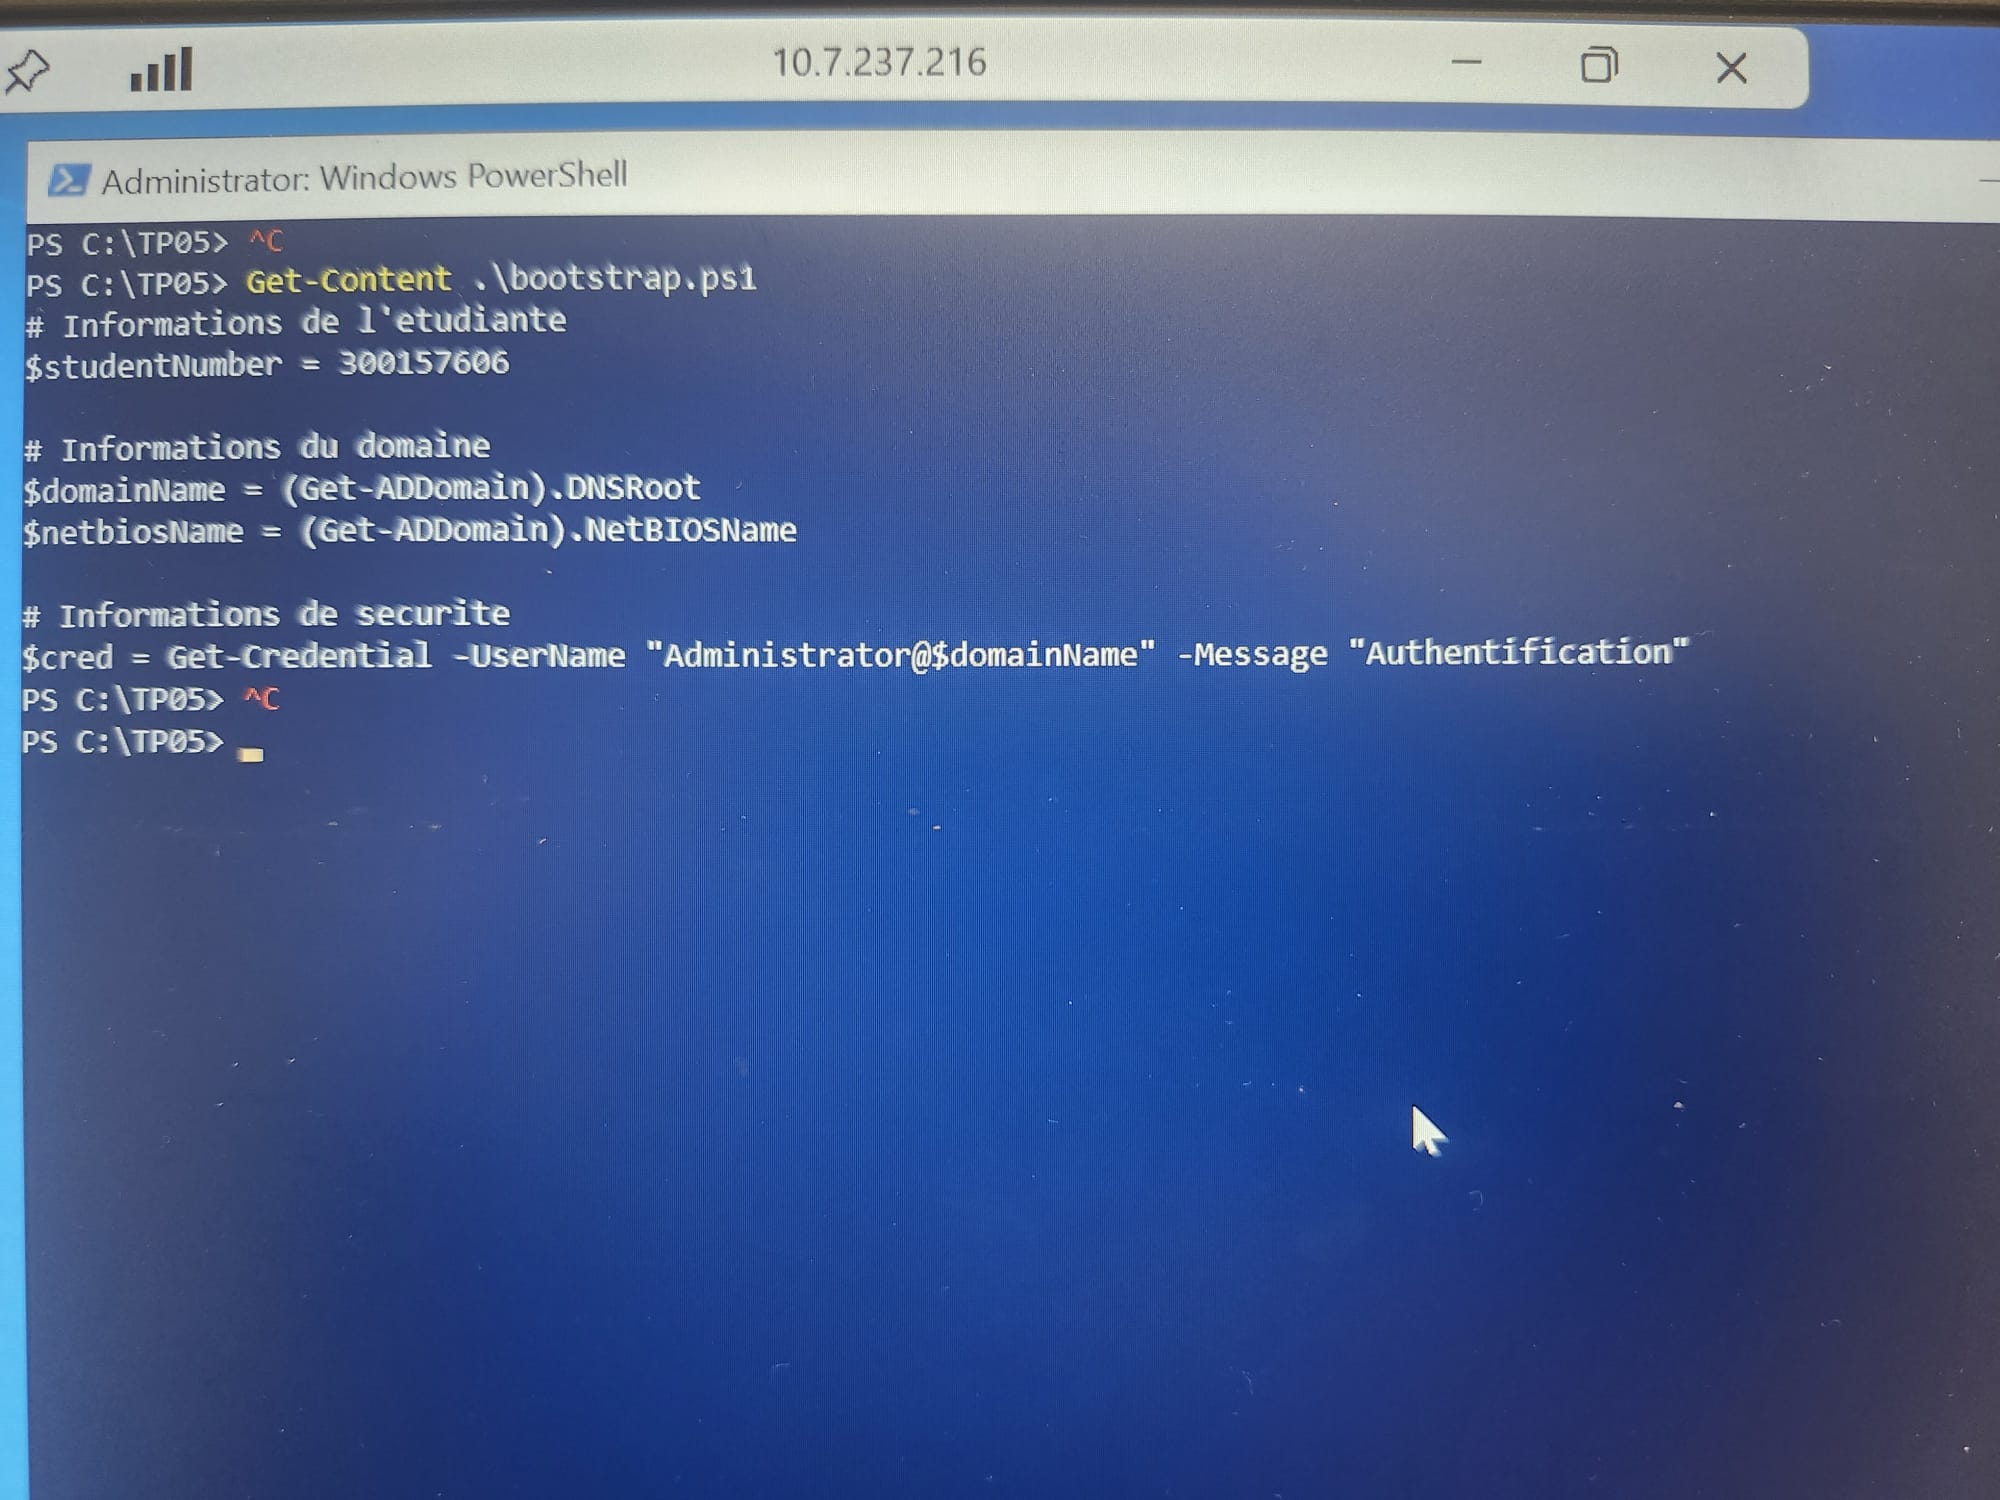 10.7.237.216
Administrator: Windows PowerShell
PS C:\TP05> ^C
PS C:\TP05> Get-Content .\bootstrap.ps1
# Informations de l'etudiante
$studentNumber = 300157606
# Informations du domaine
$domainName = (Get-ADDomain).DNSRoot
$netbiosName = (Get-ADDomain).NetBIOSName
# Informations de securite
$cred = Get-Credential -UserName "Administrator@$domainName" -Message "Authentification"
PS C:\TP05> ^C
PS C:\TP05>